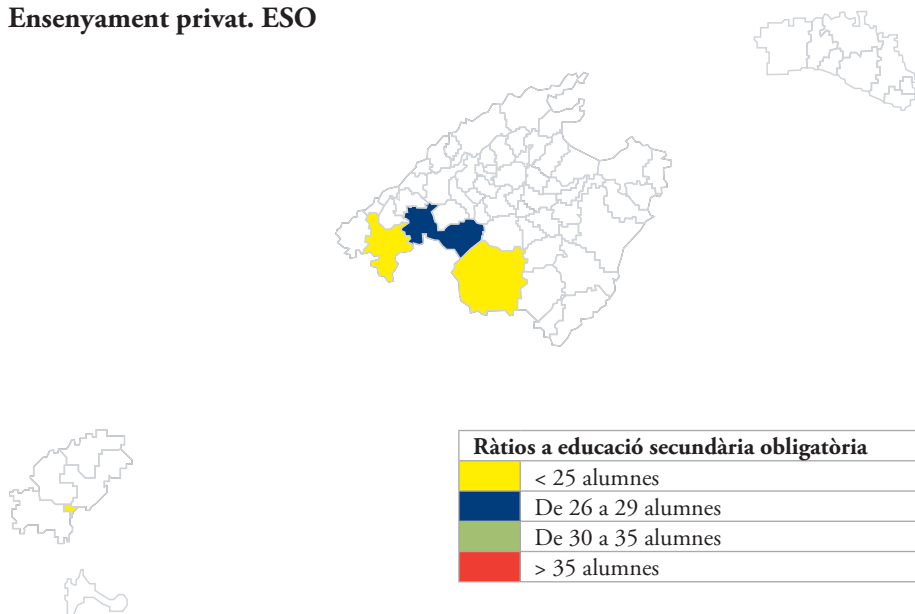 Ensenyament privat. ESO
Ràtios a educació secundària obligatòria
< 25 alumnes
De 26 a 29 alumnes
De 30 a 35 alumnes
> 35 alumnes